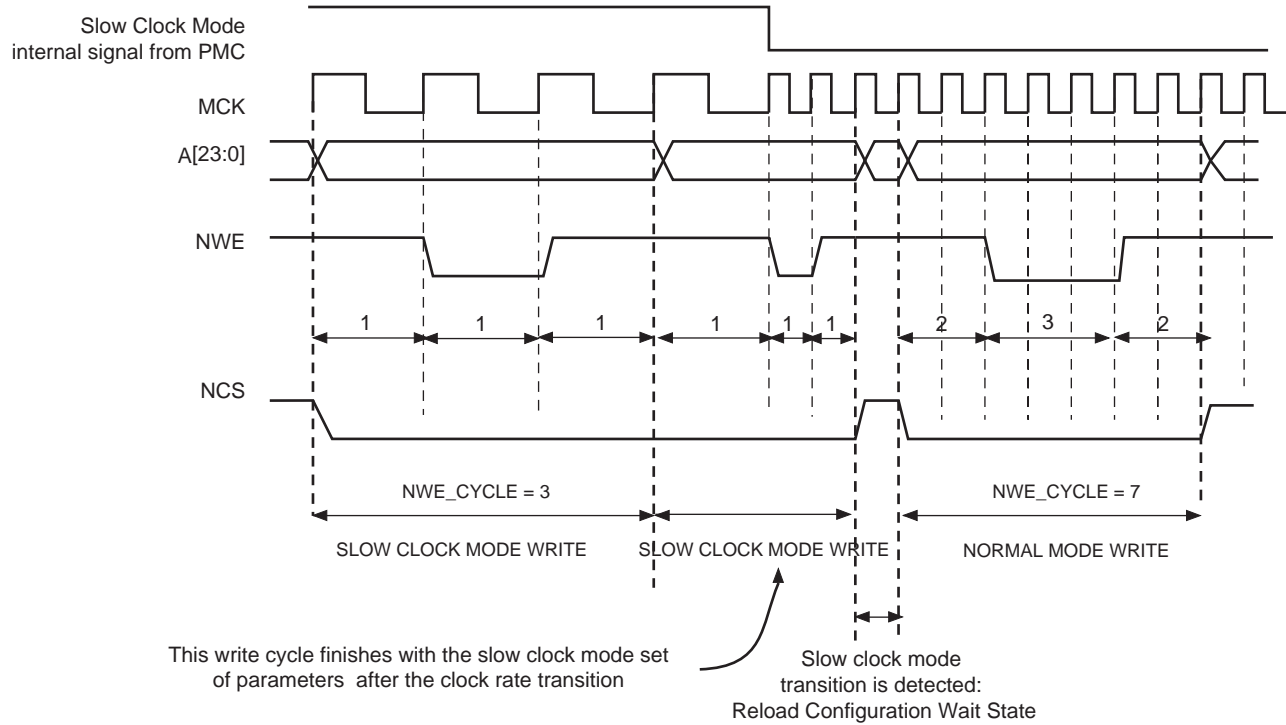 Slow Clock Mode
internal signal from PMC
MCK
A[23:0]
NWE
1 1 1 1 1 1 2 3 2
NCS
NWE_CYCLE = 3 NWE_CYCLE = 7
SLOW CLOCK MODE WRITE SLOW CLOCK MODE WRITE NORMAL MODE WRITE
This write cycle finishes with the slow clock mode set
of parameters after the clock rate transition
Slow clock mode
transition is detected:
Reload Configuration Wait State